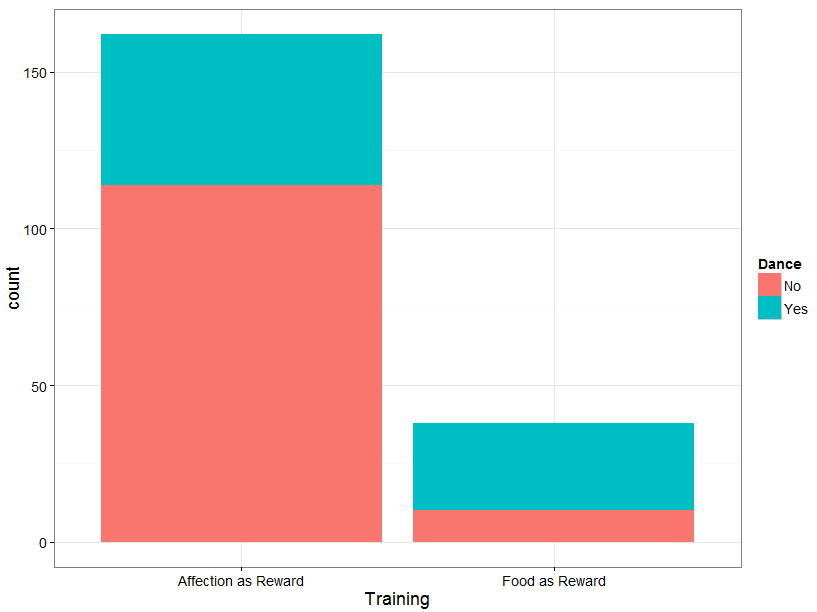 150
100
50
0
count
Affection as Reward
Food as Reward
Training
Dance
No
Yes